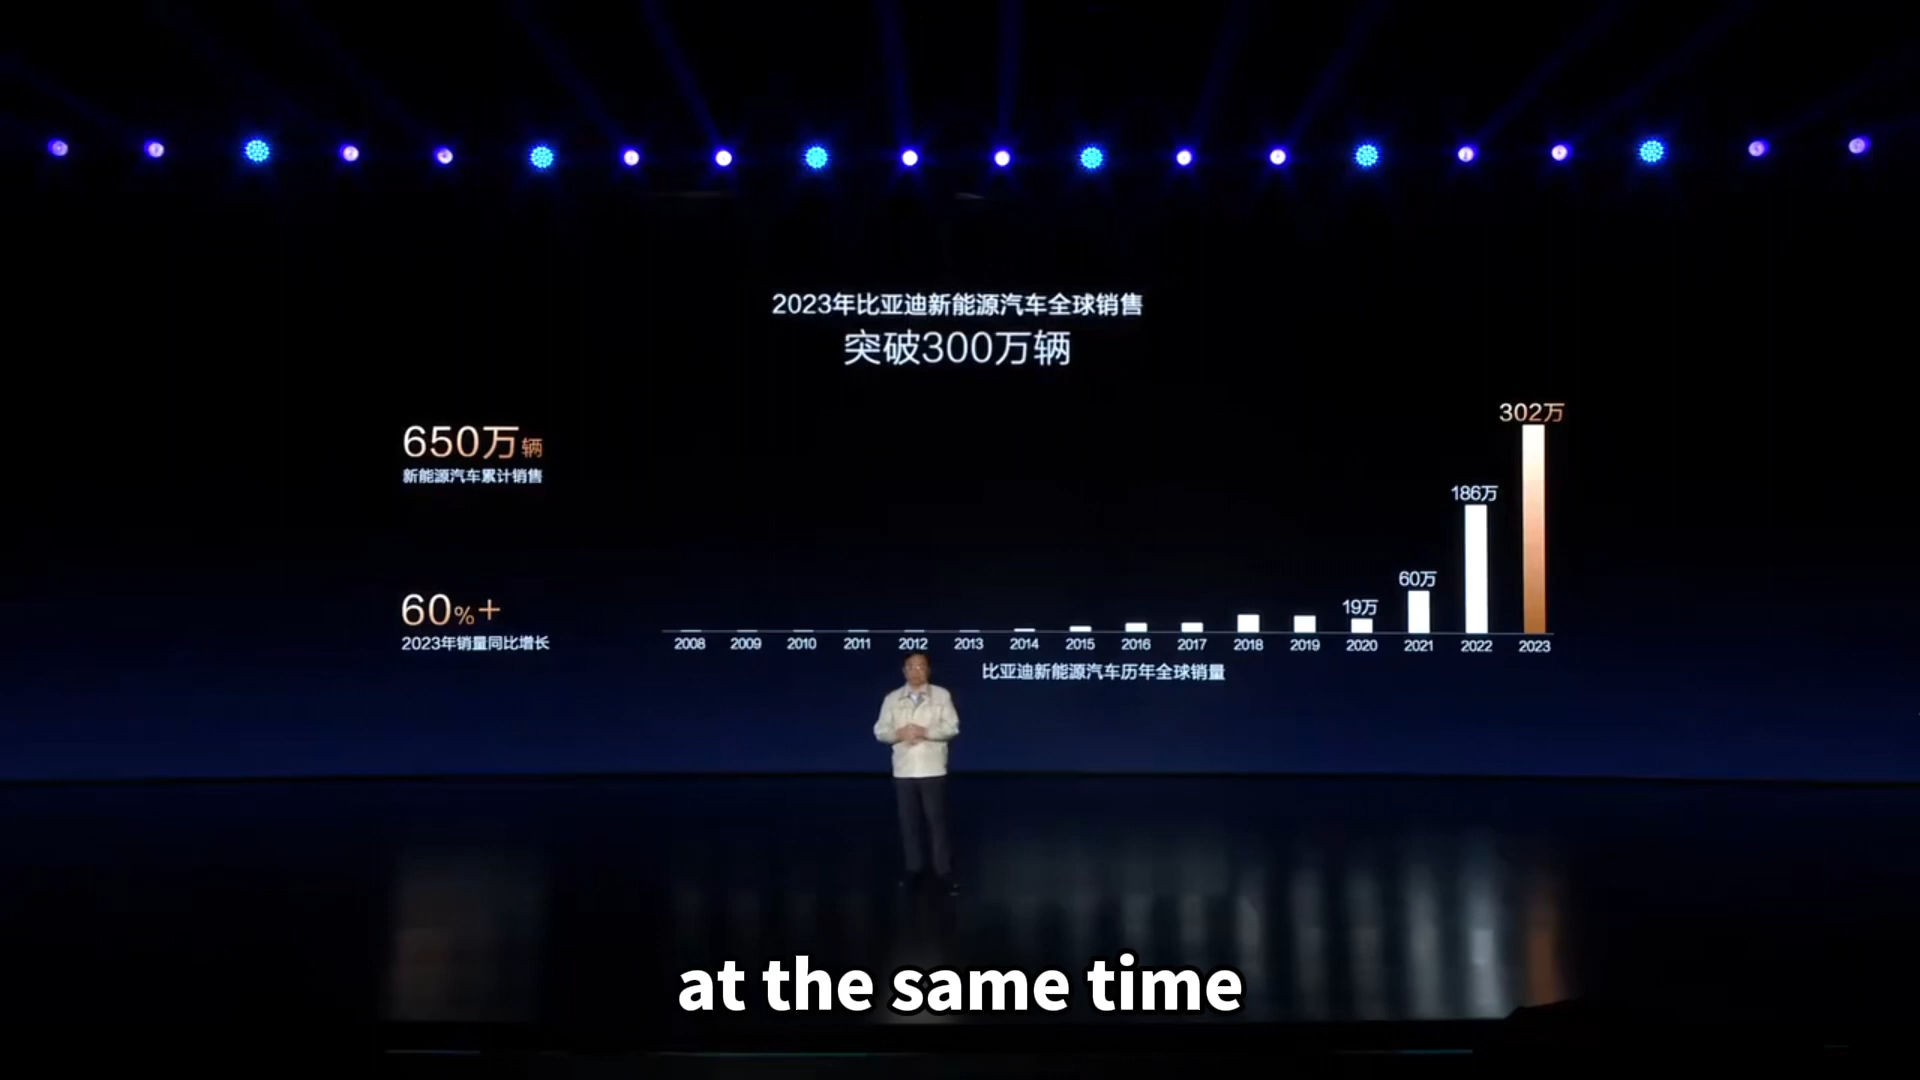 2023年比亚迪新能源汽车全球销售
突破300万辆
650万辆
新能源汽车累计销售
60%+
2023年销量同比增长
302万
186万
60万
19万
2008 2009 2010 2011 2012 2013 2014 2015 2016 2017 2018 2019 2020 2021 2022 2023
比亚迪新能源汽车历年全球销量
at the same time